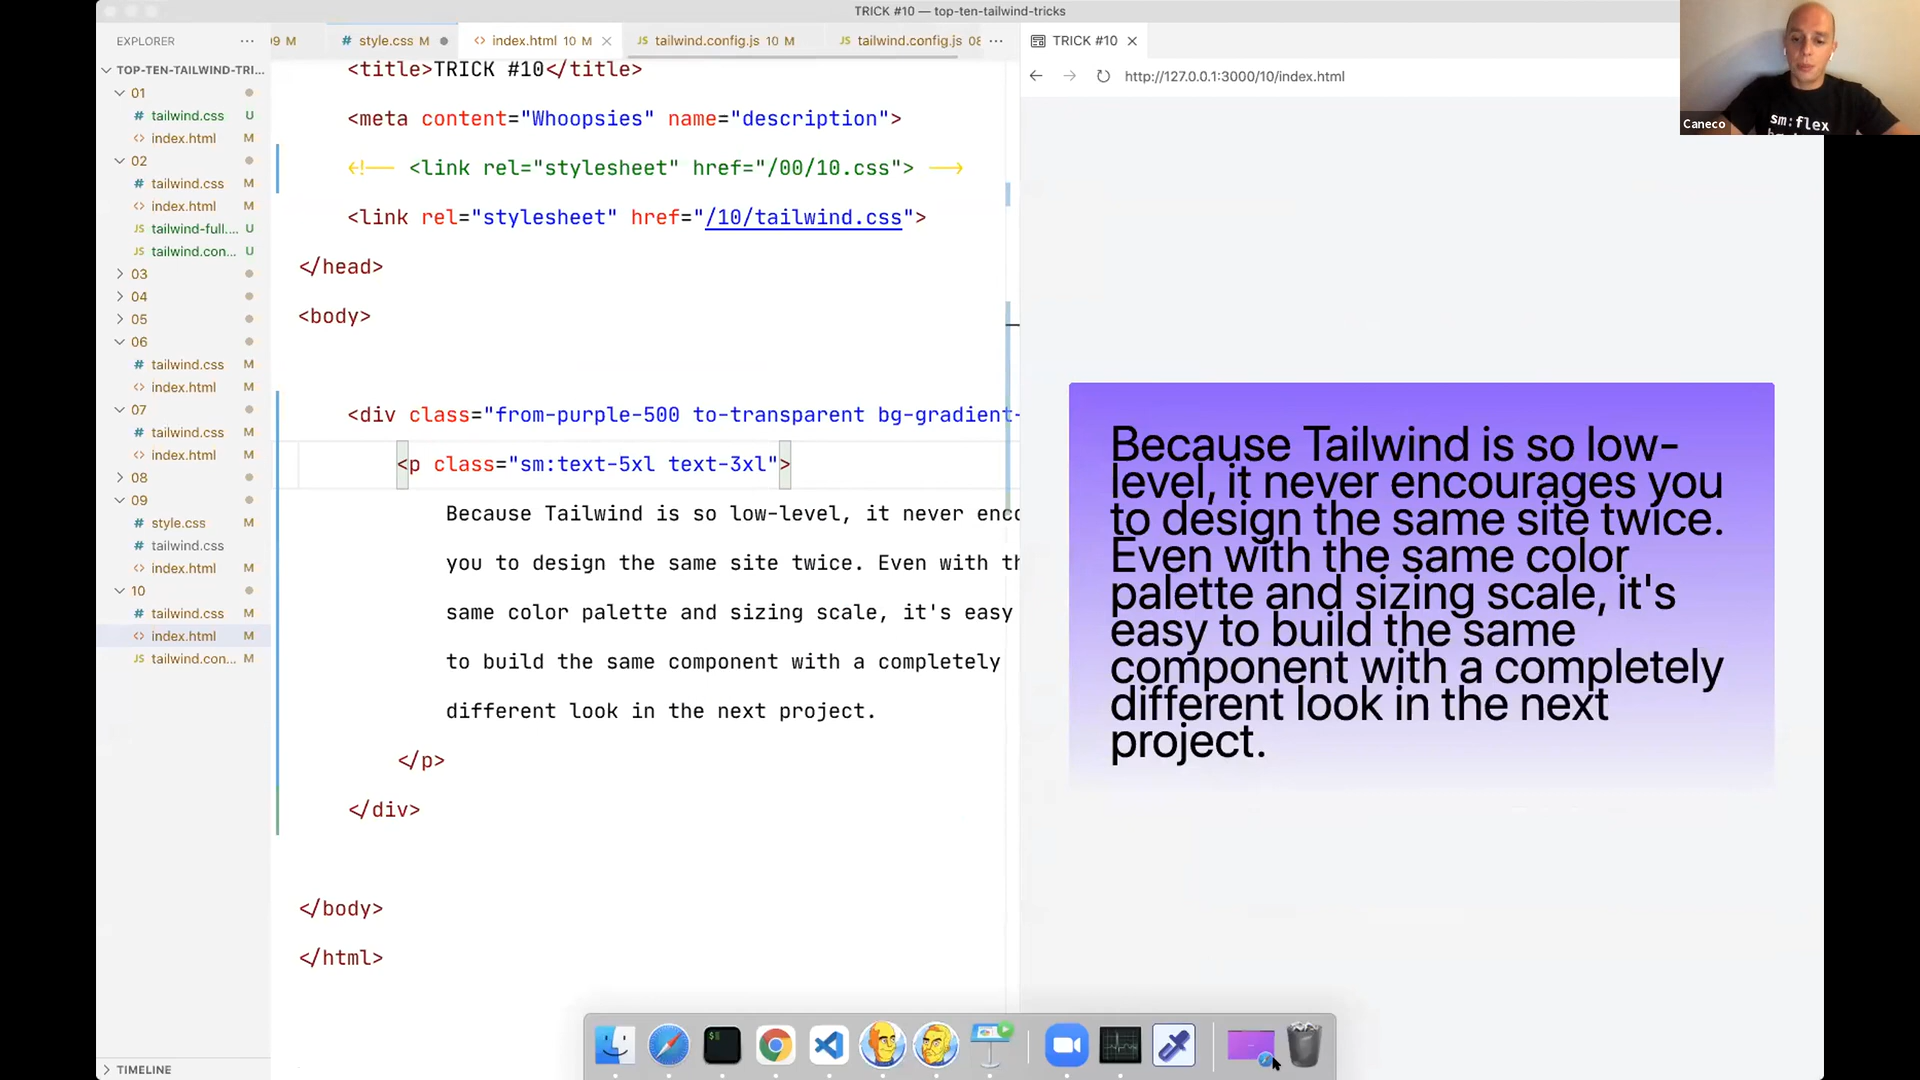 TRICK #10 — top-ten-tailwind-tricks
EXPLORER
TOP-TEN-TAILWIND-TRI...
01
tailwind.css U
index.html M
02
tailwind.css M
index.html M
tailwind-full.... U
tailwind.con... U
03
04
05
06
tailwind.css M
index.html M
07
tailwind.css M
index.html M
08
09
style.css M
tailwind.css
index.html M
10
tailwind.css M
index.html M
tailwind.con... M
TIMELINE
09 M
style.css M
index.html 10 M
tailwind.config.js 10 M
tailwind.config.js 08
<title>TRICK #10</title>
<meta content="Whoopsies" name="description">
<!-- <link rel="stylesheet" href="/00/10.css"> -->
<link rel="stylesheet" href="/10/tailwind.css">
</head>
<body>
<div class="from-purple-500 to-transparent bg-gradient-
<p class="sm:text-5xl text-3xl">
Because Tailwind is so low-level, it never enco
you to design the same site twice. Even with th
same color palette and sizing scale, it's easy
to build the same component with a completely
different look in the next project.
</p>
</div>
</body>
</html>
TRICK #10
http://127.0.0.1:3000/10/index.html
Because Tailwind is so low-
level, it never encourages you
to design the same site twice.
Even with the same color
palette and sizing scale, it's
easy to build the same
component with a completely
different look in the next
project.
sm:flex
Caneco